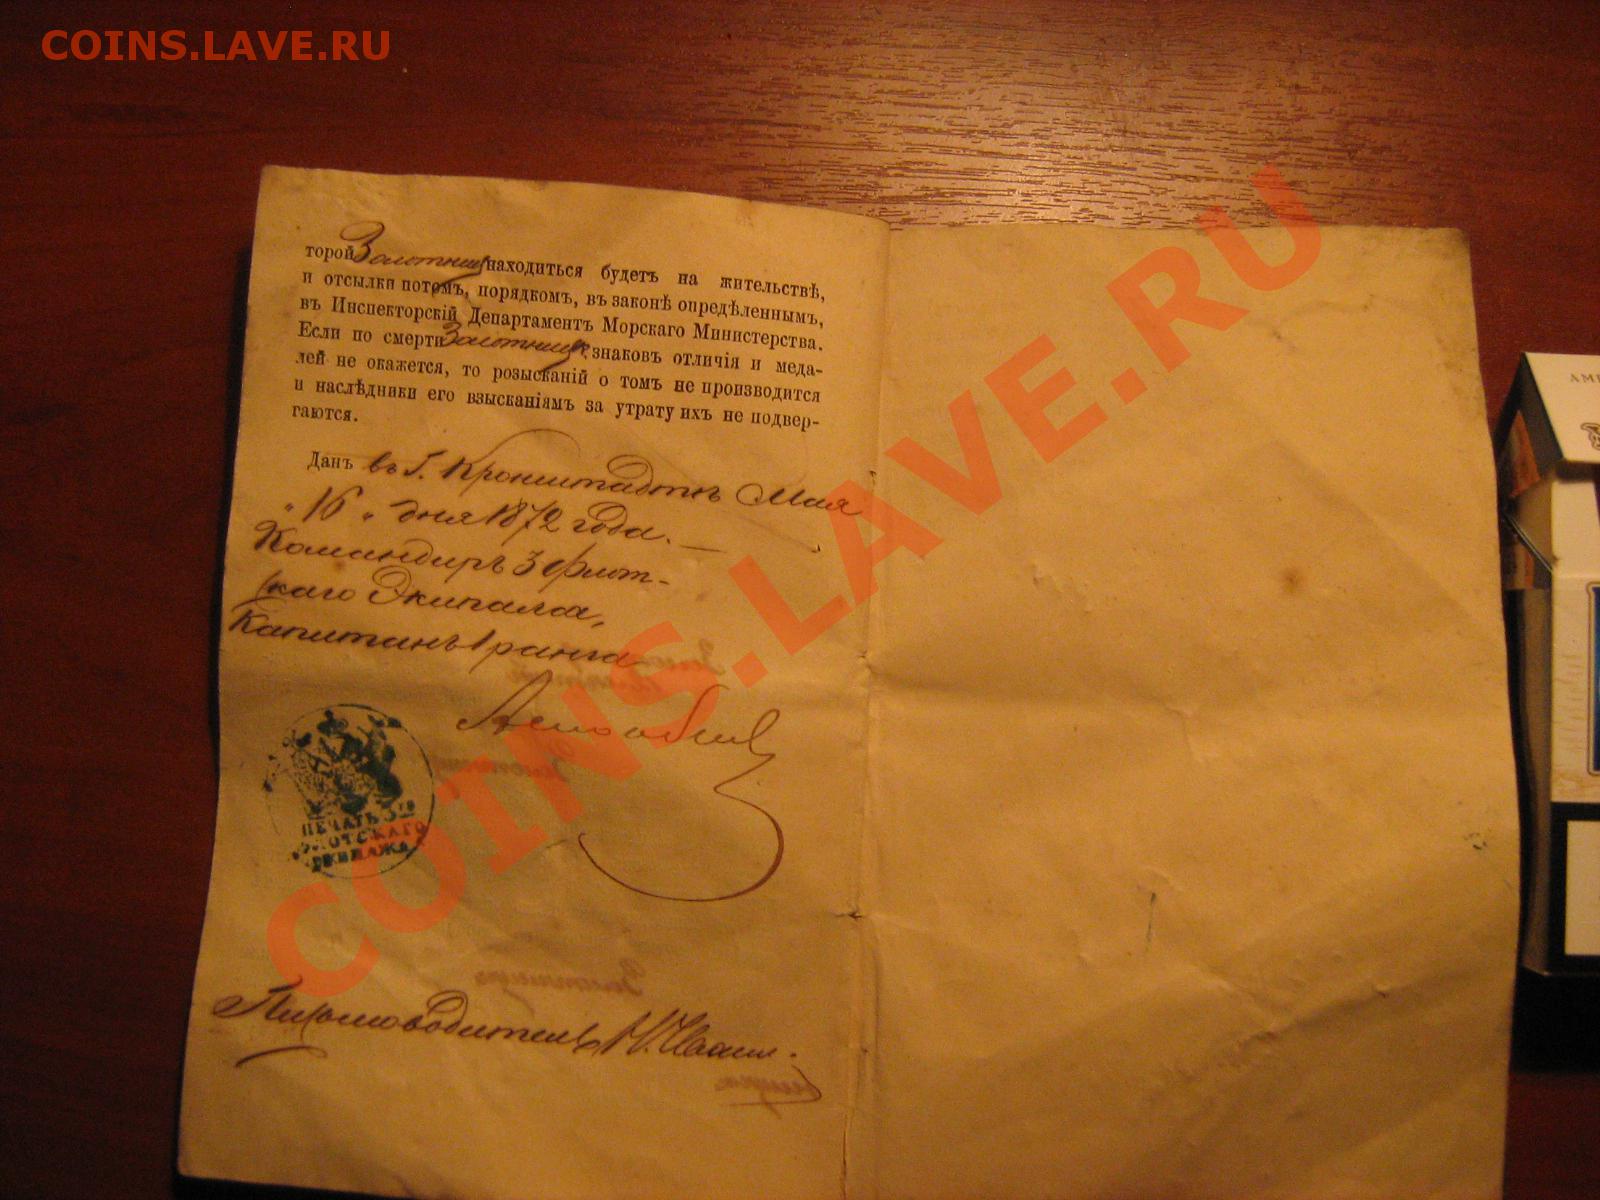 COINS.LAVE.RU
торой Золотниц находиться будетъ на жительствѣ,
и отсылки потомъ, порядкомъ, въ законѣ опредѣленнымъ,
въ Инспекторскій Департаментъ Морскаго Министерства.
Если по смерти знаковъ отличія и меда-
лей не окажется, то розысканій о томъ не производится
и наслѣдники его взысканіямъ за утрату ихъ не подвер-
гаются.
Данъ въ Г. Кронштадтѣ Мая
"16" дня 1872 года.
Командиръ 3 Флот-
скаго Экипажа,
Капитанъ 1 ранга
ПЕЧАТЬ 3го
ФЛОТСКАГО
ЭКИПАЖА
Письмоводитель
COINS.LAVE.RU
AM